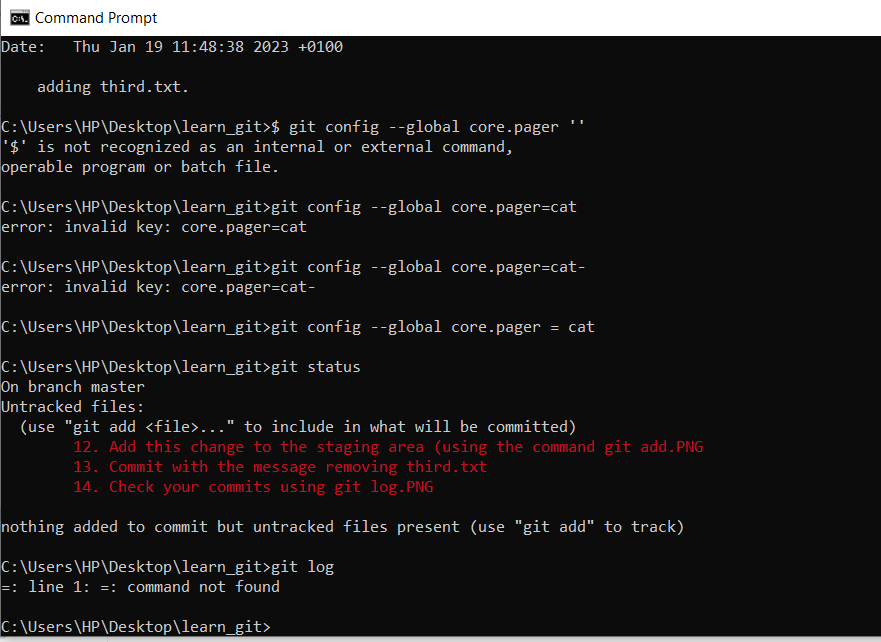 Command Prompt
Date:   Thu Jan 19 11:48:38 2023 +0100
    adding third.txt.
C:\Users\HP\Desktop\learn_git>$ git config --global core.pager ''
'$' is not recognized as an internal or external command,
operable program or batch file.
C:\Users\HP\Desktop\learn_git>git config --global core.pager=cat
error: invalid key: core.pager=cat
C:\Users\HP\Desktop\learn_git>git config --global core.pager=cat-
error: invalid key: core.pager=cat-
C:\Users\HP\Desktop\learn_git>git config --global core.pager = cat
C:\Users\HP\Desktop\learn_git>git status
On branch master
Untracked files:
  (use "git add <file>..." to include in what will be committed)
        12. Add this change to the staging area (using the command git add.PNG
        13. Commit with the message removing third.txt
        14. Check your commits using git log.PNG
nothing added to commit but untracked files present (use "git add" to track)
C:\Users\HP\Desktop\learn_git>git log
=: line 1: =: command not found
C:\Users\HP\Desktop\learn_git>